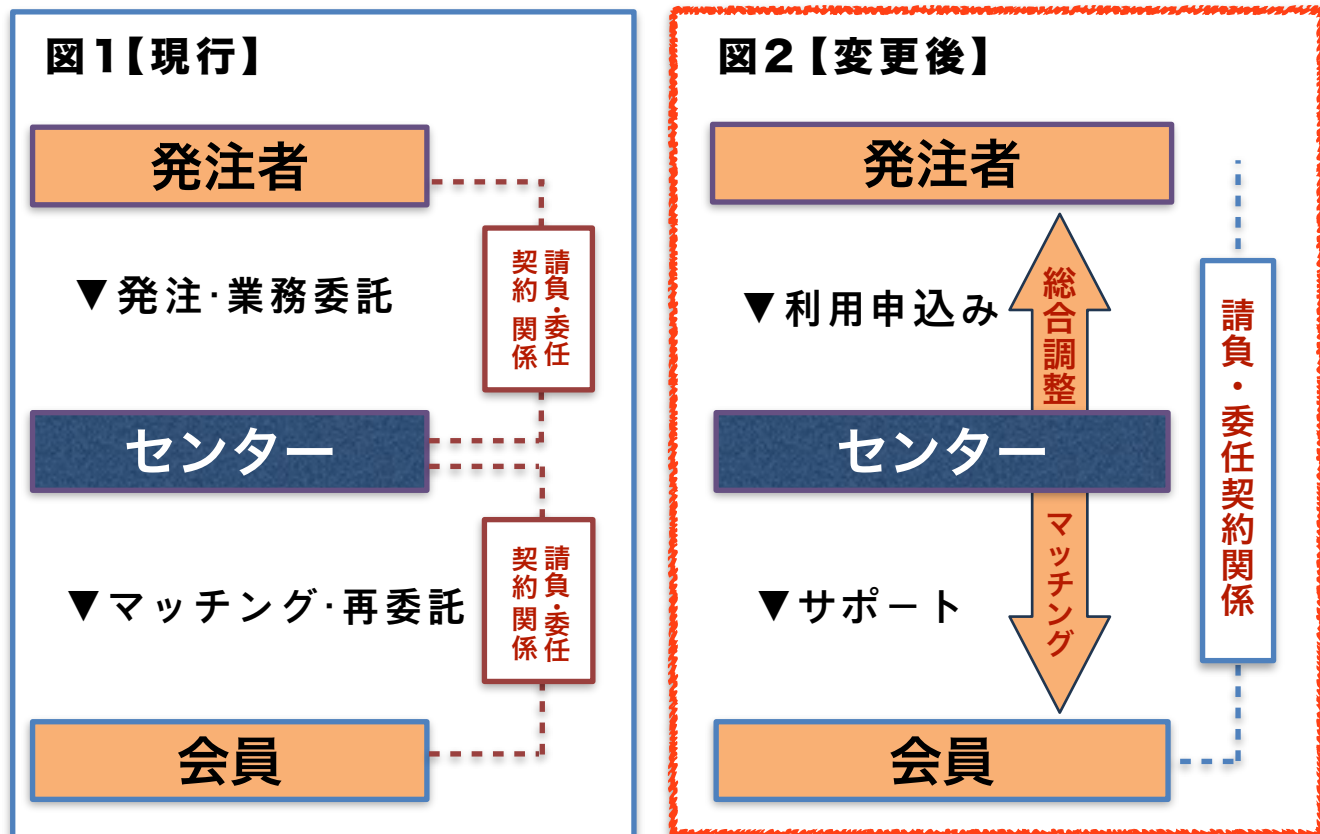 図1【現行】
発注者
▼発注･業務委託
請負・委任
契約 関係
センター
▼マッチング･再委託
請負・委任
契約 関係
会員
図2【変更後】
発注者
▼利用申込み
総合調整
請負・委任契約関係
センター
▼サポート
マッチング
会員